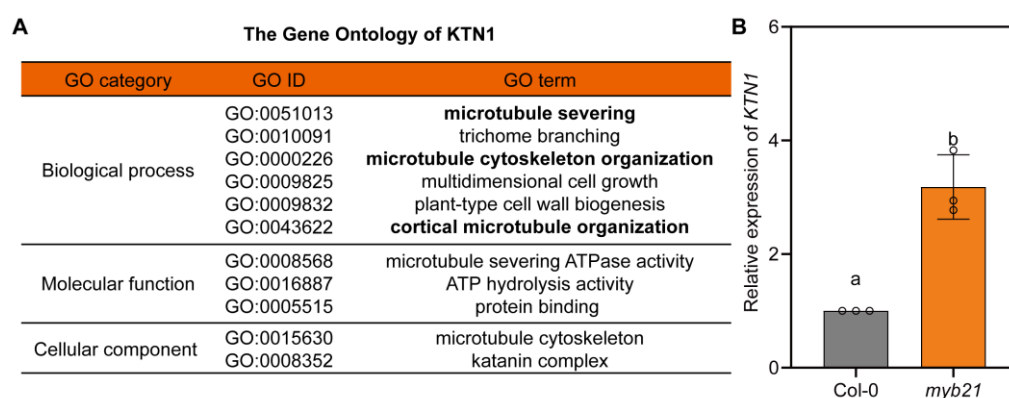 A
The Gene Ontology of KTN1
GO category GO ID GO term
Biological process
GO:0051013 microtubule severing
GO:0010091 trichome branching
GO:0000226 microtubule cytoskeleton organization
GO:0009825 multidimensional cell growth
GO:0009832 plant-type cell wall biogenesis
GO:0043622 cortical microtubule organization
Molecular function
GO:0008568 microtubule severing ATPase activity
GO:0016887 ATP hydrolysis activity
GO:0005515 protein binding
Cellular component
GO:0015630 microtubule cytoskeleton
GO:0008352 katanin complex
B
Relative expression of KTN1
6
4
2
0
a
b
Col-0 myb21